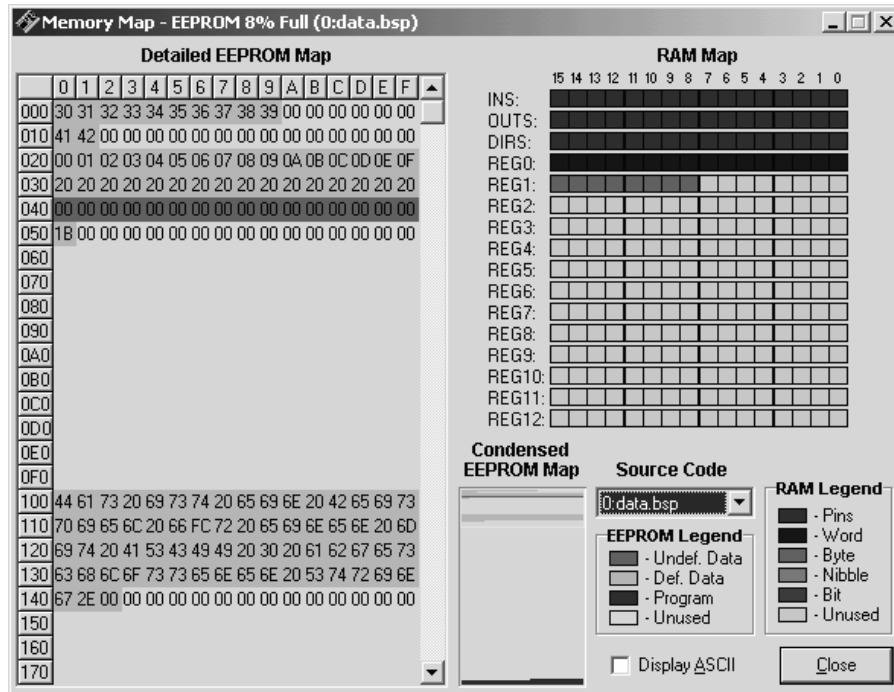 Memory Map - EEPROM 8% Full (0:data.bsp)
Detailed EEPROM Map
0 1 2 3 4 5 6 7 8 9 A B C D E F
000 30 31 32 33 34 35 36 37 38 39 00 00 00 00 00 00
010 41 42 00 00 00 00 00 00 00 00 00 00 00 00 00 00
020 00 01 02 03 04 05 06 07 08 09 0A 0B 0C 0D 0E 0F
030 20 20 20 20 20 20 20 20 20 20 20 20 20 20 20 20
040 00 00 00 00 00 00 00 00 00 00 00 00 00 00 00 00
050 1B 00 00 00 00 00 00 00 00 00 00 00 00 00 00 00
060
070
080
090
0A0
0B0
0C0
0D0
0E0
0F0
100 44 61 73 20 69 73 74 20 65 69 6E 20 42 65 69 73
110 70 69 65 6C 20 66 FC 72 20 65 69 6E 65 6E 20 6D
120 69 74 20 41 53 43 49 49 20 30 20 61 62 67 65 73
130 63 68 6C 6F 73 73 65 6E 65 6E 20 53 74 72 69 6E
140 67 2E 00 00 00 00 00 00 00 00 00 00 00 00 00 00
150
160
170
RAM Map
15 14 13 12 11 10 9 8 7 6 5 4 3 2 1 0
INS:
OUTS:
DIRS:
REG0:
REG1:
REG2:
REG3:
REG4:
REG5:
REG6:
REG7:
REG8:
REG9:
REG10:
REG11:
REG12:
Condensed
EEPROM Map
Source Code
0:data.bsp
EEPROM Legend
- Undef. Data
- Def. Data
- Program
- Unused
RAM Legend
- Pins
- Word
- Byte
- Nibble
- Bit
- Unused
Display ASCII
Close